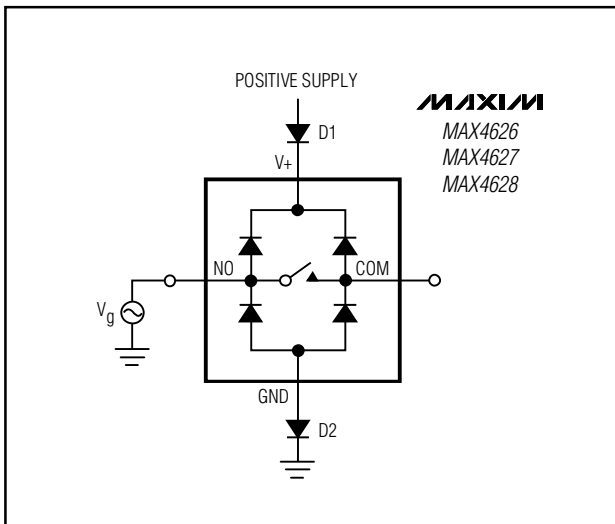 POSITIVE SUPPLY
MAXIM
D1
MAX4626
MAX4627
MAX4628
V+
NO
COM
Vg
GND
D2